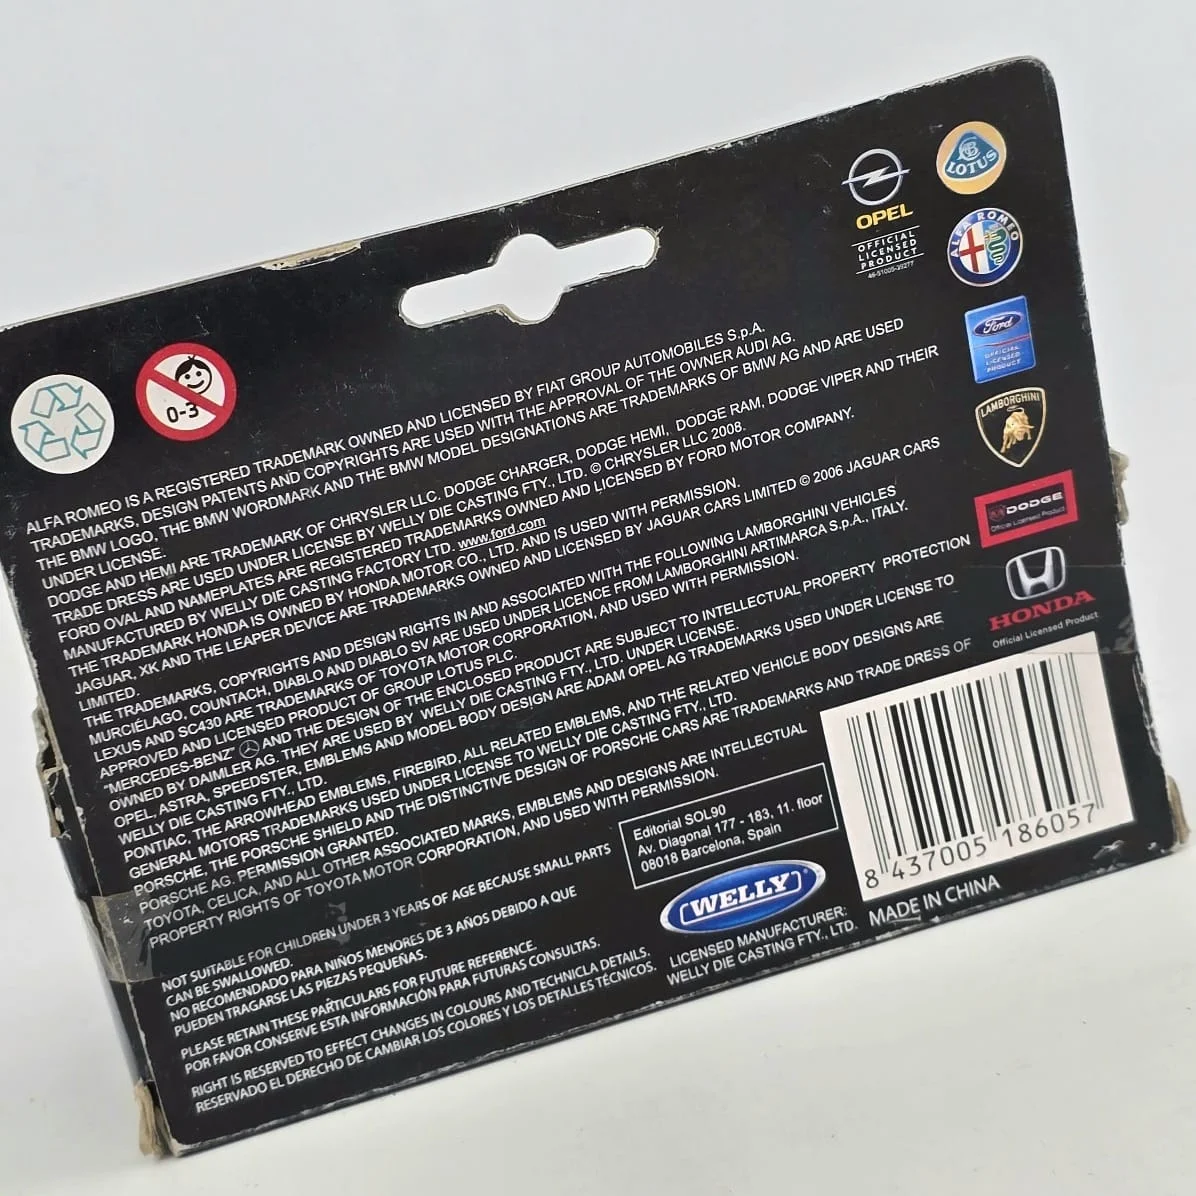 OPEL
OFFICIAL
LICENSED
PRODUCT
46-51005-39277
LOTUS
ALFA ROMEO
Ford
OFFICIAL
LICENSED
PRODUCT
LAMBORGHINI
DODGE
Official Licensed Product
HONDA
Official Licensed Product
0-3
ALFA ROMEO IS A REGISTERED TRADEMARK OWNED AND LICENSED BY FIAT GROUP AUTOMOBILES S.p.A.
TRADEMARKS, DESIGN PATENTS AND COPYRIGHTS ARE USED WITH THE APPROVAL OF THE OWNER AUDI AG.
THE BMW LOGO, THE BMW WORDMARK AND THE BMW MODEL DESIGNATIONS ARE TRADEMARKS OF BMW AG AND ARE USED
UNDER LICENSE.
DODGE AND HEMI ARE TRADEMARK OF CHRYSLER LLC. DODGE CHARGER, DODGE HEMI, DODGE RAM, DODGE VIPER AND THEIR
TRADE DRESS ARE USED UNDER LICENSE BY WELLY DIE CASTING FTY., LTD. © CHRYSLER LLC 2008.
FORD OVAL AND NAMEPLATES ARE REGISTERED TRADEMARKS OWNED AND LICENSED BY FORD MOTOR COMPANY.
MANUFACTURED BY WELLY DIE CASTING FACTORY LTD. www.ford.com
THE TRADEMARK HONDA IS OWNED BY HONDA MOTOR CO., LTD, AND IS USED WITH PERMISSION.
JAGUAR, XK AND THE LEAPER DEVICE ARE TRADEMARKS OWNED AND LICENSED BY JAGUAR CARS LIMITED © 2006 JAGUAR CARS
LIMITED.
THE TRADEMARKS, COPYRIGHTS AND DESIGN RIGHTS IN AND ASSOCIATED WITH THE FOLLOWING LAMBORGHINI VEHICLES
MURCIÉLAGO, COUNTACH, DIABLO AND DIABLO SV ARE USED UNDER LICENCE FROM LAMBORGHINI ARTIMARCA S.p.A., ITALY.
LEXUS AND SC430 ARE TRADEMARKS OF TOYOTA MOTOR CORPORATION, AND USED WITH PERMISSION.
APPROVED AND LICENSED PRODUCT OF GROUP LOTUS PLC.
"MERCEDES-BENZ" AND THE DESIGN OF THE ENCLOSED PRODUCT ARE SUBJECT TO INTELLECTUAL PROPERTY PROTECTION
OWNED BY DAIMLER AG. THEY ARE USED BY WELLY DIE CASTING FTY., LTD. UNDER LICENSE.
OPEL, ASTRA, SPEEDSTER, EMBLEMS AND MODEL BODY DESIGN ARE ADAM OPEL AG TRADEMARKS USED UNDER LICENSE TO
WELLY DIE CASTING FTY., LTD.
PONTIAC, THE ARROWHEAD EMBLEMS, FIREBIRD, ALL RELATED EMBLEMS, AND THE RELATED VEHICLE BODY DESIGNS ARE
GENERAL MOTORS TRADEMARKS USED UNDER LICENSE TO WELLY DIE CASTING FTY., LTD.
PORSCHE, THE PORSCHE SHIELD AND THE DISTINCTIVE DESIGN OF PORSCHE CARS ARE TRADEMARKS AND TRADE DRESS OF
PORSCHE AG. PERMISSION GRANTED.
TOYOTA, CELICA, AND ALL OTHER ASSOCIATED MARKS, EMBLEMS AND DESIGNS ARE INTELLECTUAL
PROPERTY RIGHTS OF TOYOTA MOTOR CORPORATION, AND USED WITH PERMISSION.
NOT SUITABLE FOR CHILDREN UNDER 3 YEARS OF AGE BECAUSE SMALL PARTS
CAN BE SWALLOWED.
NO RECOMENDADO PARA NIÑOS MENORES DE 3 AÑOS DEBIDO A QUE
PUEDEN TRAGARSE LAS PIEZAS PEQUEÑAS.
PLEASE RETAIN THESE PARTICULARS FOR FUTURE REFERENCE.
POR FAVOR CONSERVE ESTA INFORMACIÓN PARA FUTURAS CONSULTAS.
RIGHT IS RESERVED TO EFFECT CHANGES IN COLOURS AND TECHNICLA DETAILS.
RESERVADO EL DERECHO DE CAMBIAR LOS COLORES Y LOS DETALLES TÉCNICOS.
Editorial SOL90
Av. Diagonal 177 - 183, 11. floor
08018 Barcelona, Spain
WELLY
LICENSED MANUFACTURER:
WELLY DIE CASTING FTY., LTD.
8 437005 186057
MADE IN CHINA